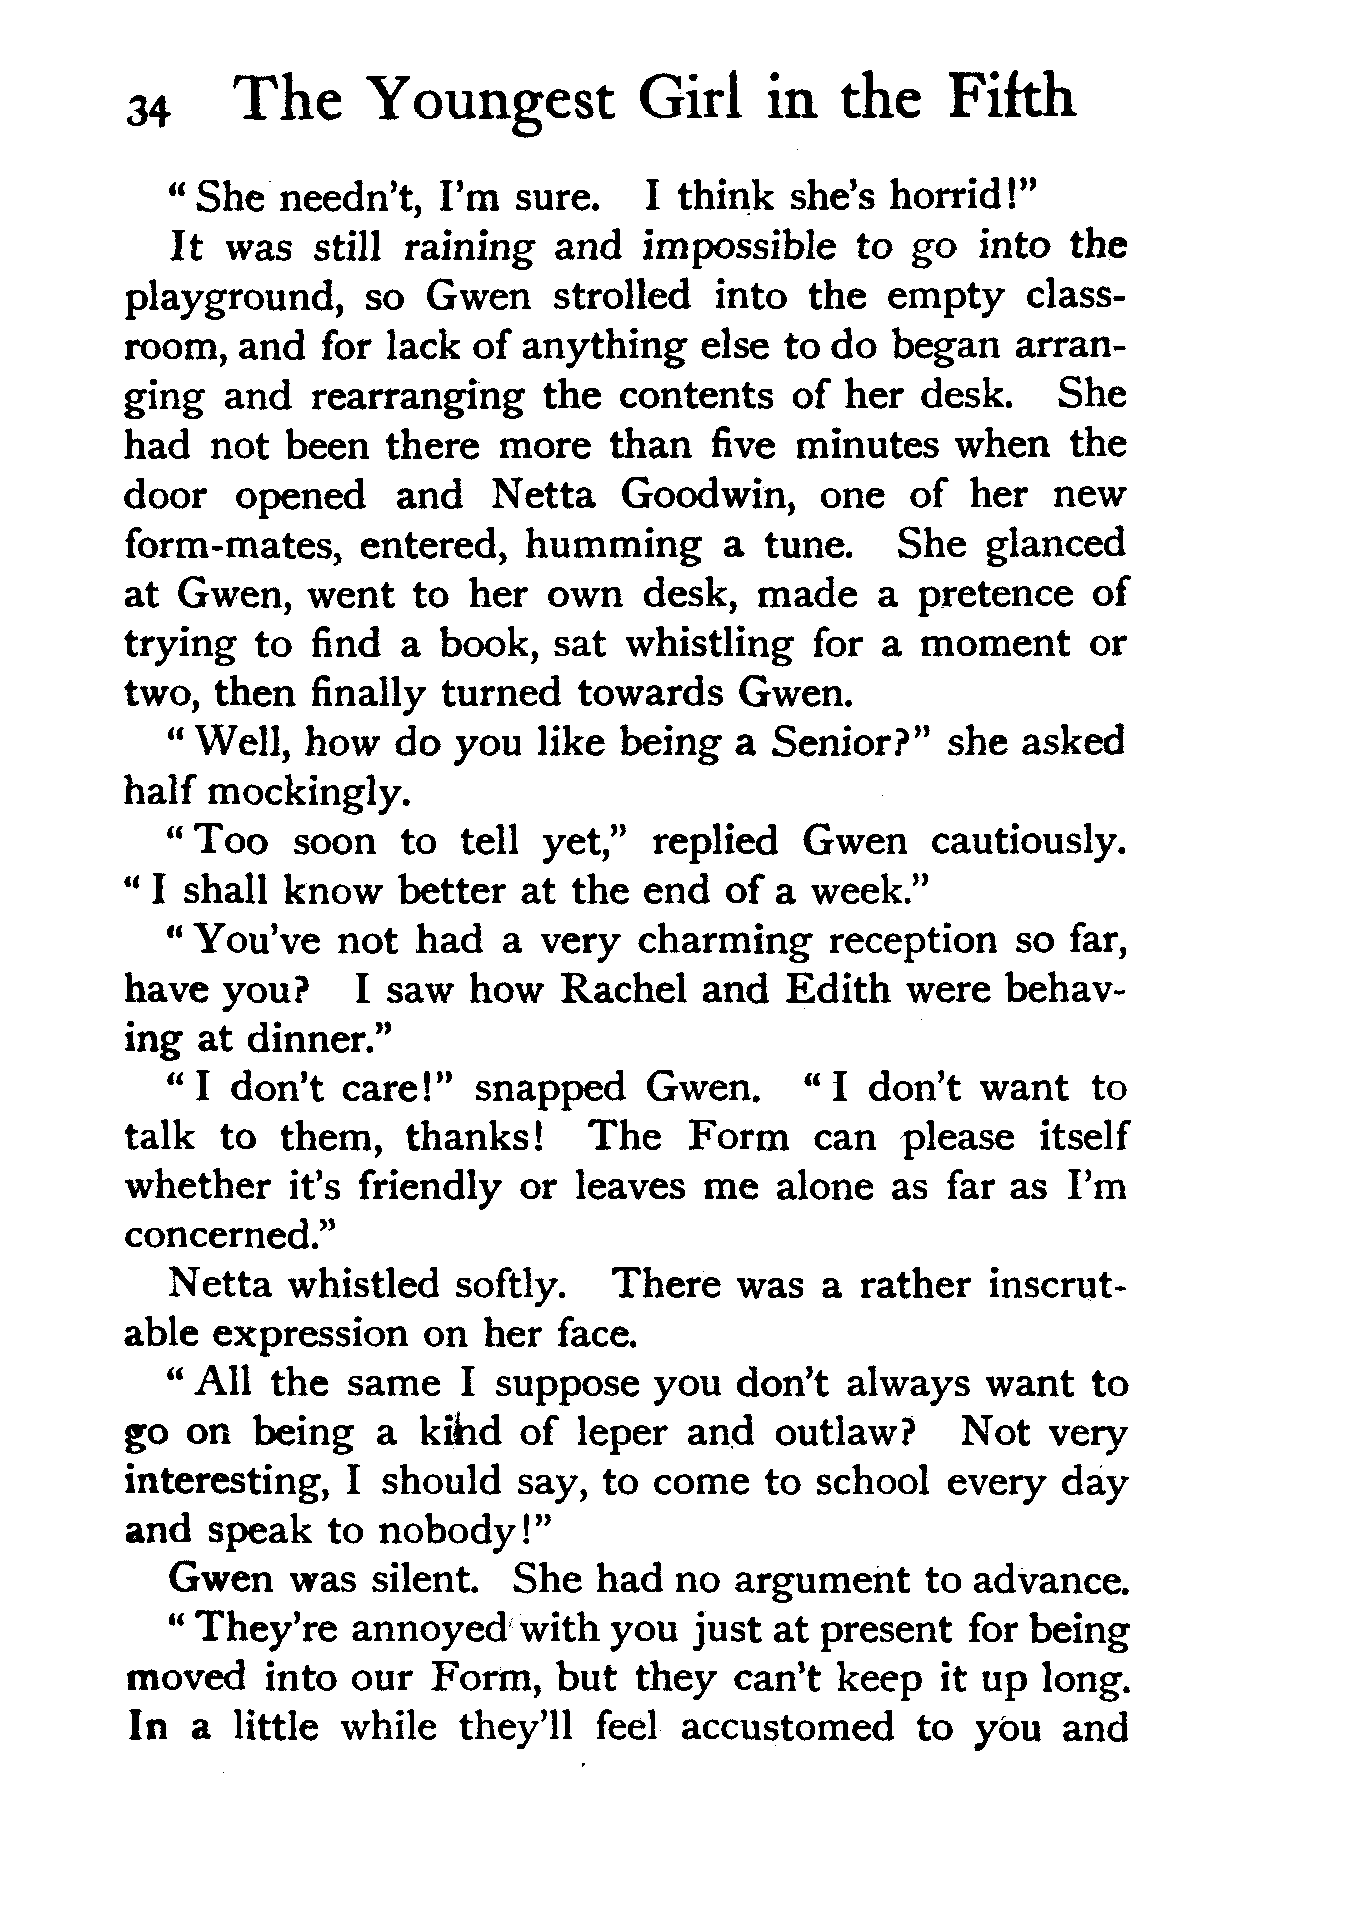 34 The Youngest Girl in the Fifth
“ She needn't, I'm sure. I think she's horrid!”
It was still raining and impossible to go into the
playground, so Gwen strolled into the empty class-
room, and for lack of anything else to do began arran-
ging and rearranging the contents of her desk. She
had not been there more than five minutes when the
door opened and Netta Goodwin, one of her new
form-mates, entered, humming a tune. She glanced
at Gwen, went to her own desk, made a pretence of
trying to find a book, sat whistling for a moment or
two, then finally turned towards Gwen.
“ Well, how do you like being a Senior?” she asked
half mockingly.
“ Too soon to tell yet,” replied Gwen cautiously.
“ I shall know better at the end of a week.”
“ You've not had a very charming reception so far,
have you? I saw how Rachel and Edith were behav-
ing at dinner.”
“ I don't care!” snapped Gwen. “ I don't want to
talk to them, thanks! The Form can please itself
whether it's friendly or leaves me alone as far as I'm
concerned.”
Netta whistled softly. There was a rather inscrut-
able expression on her face.
“ All the same I suppose you don't always want to
go on being a kind of leper and outlaw? Not very
interesting, I should say, to come to school every day
and speak to nobody!”
Gwen was silent. She had no argument to advance.
“ They're annoyed with you just at present for being
moved into our Form, but they can't keep it up long.
In a little while they'll feel accustomed to you and